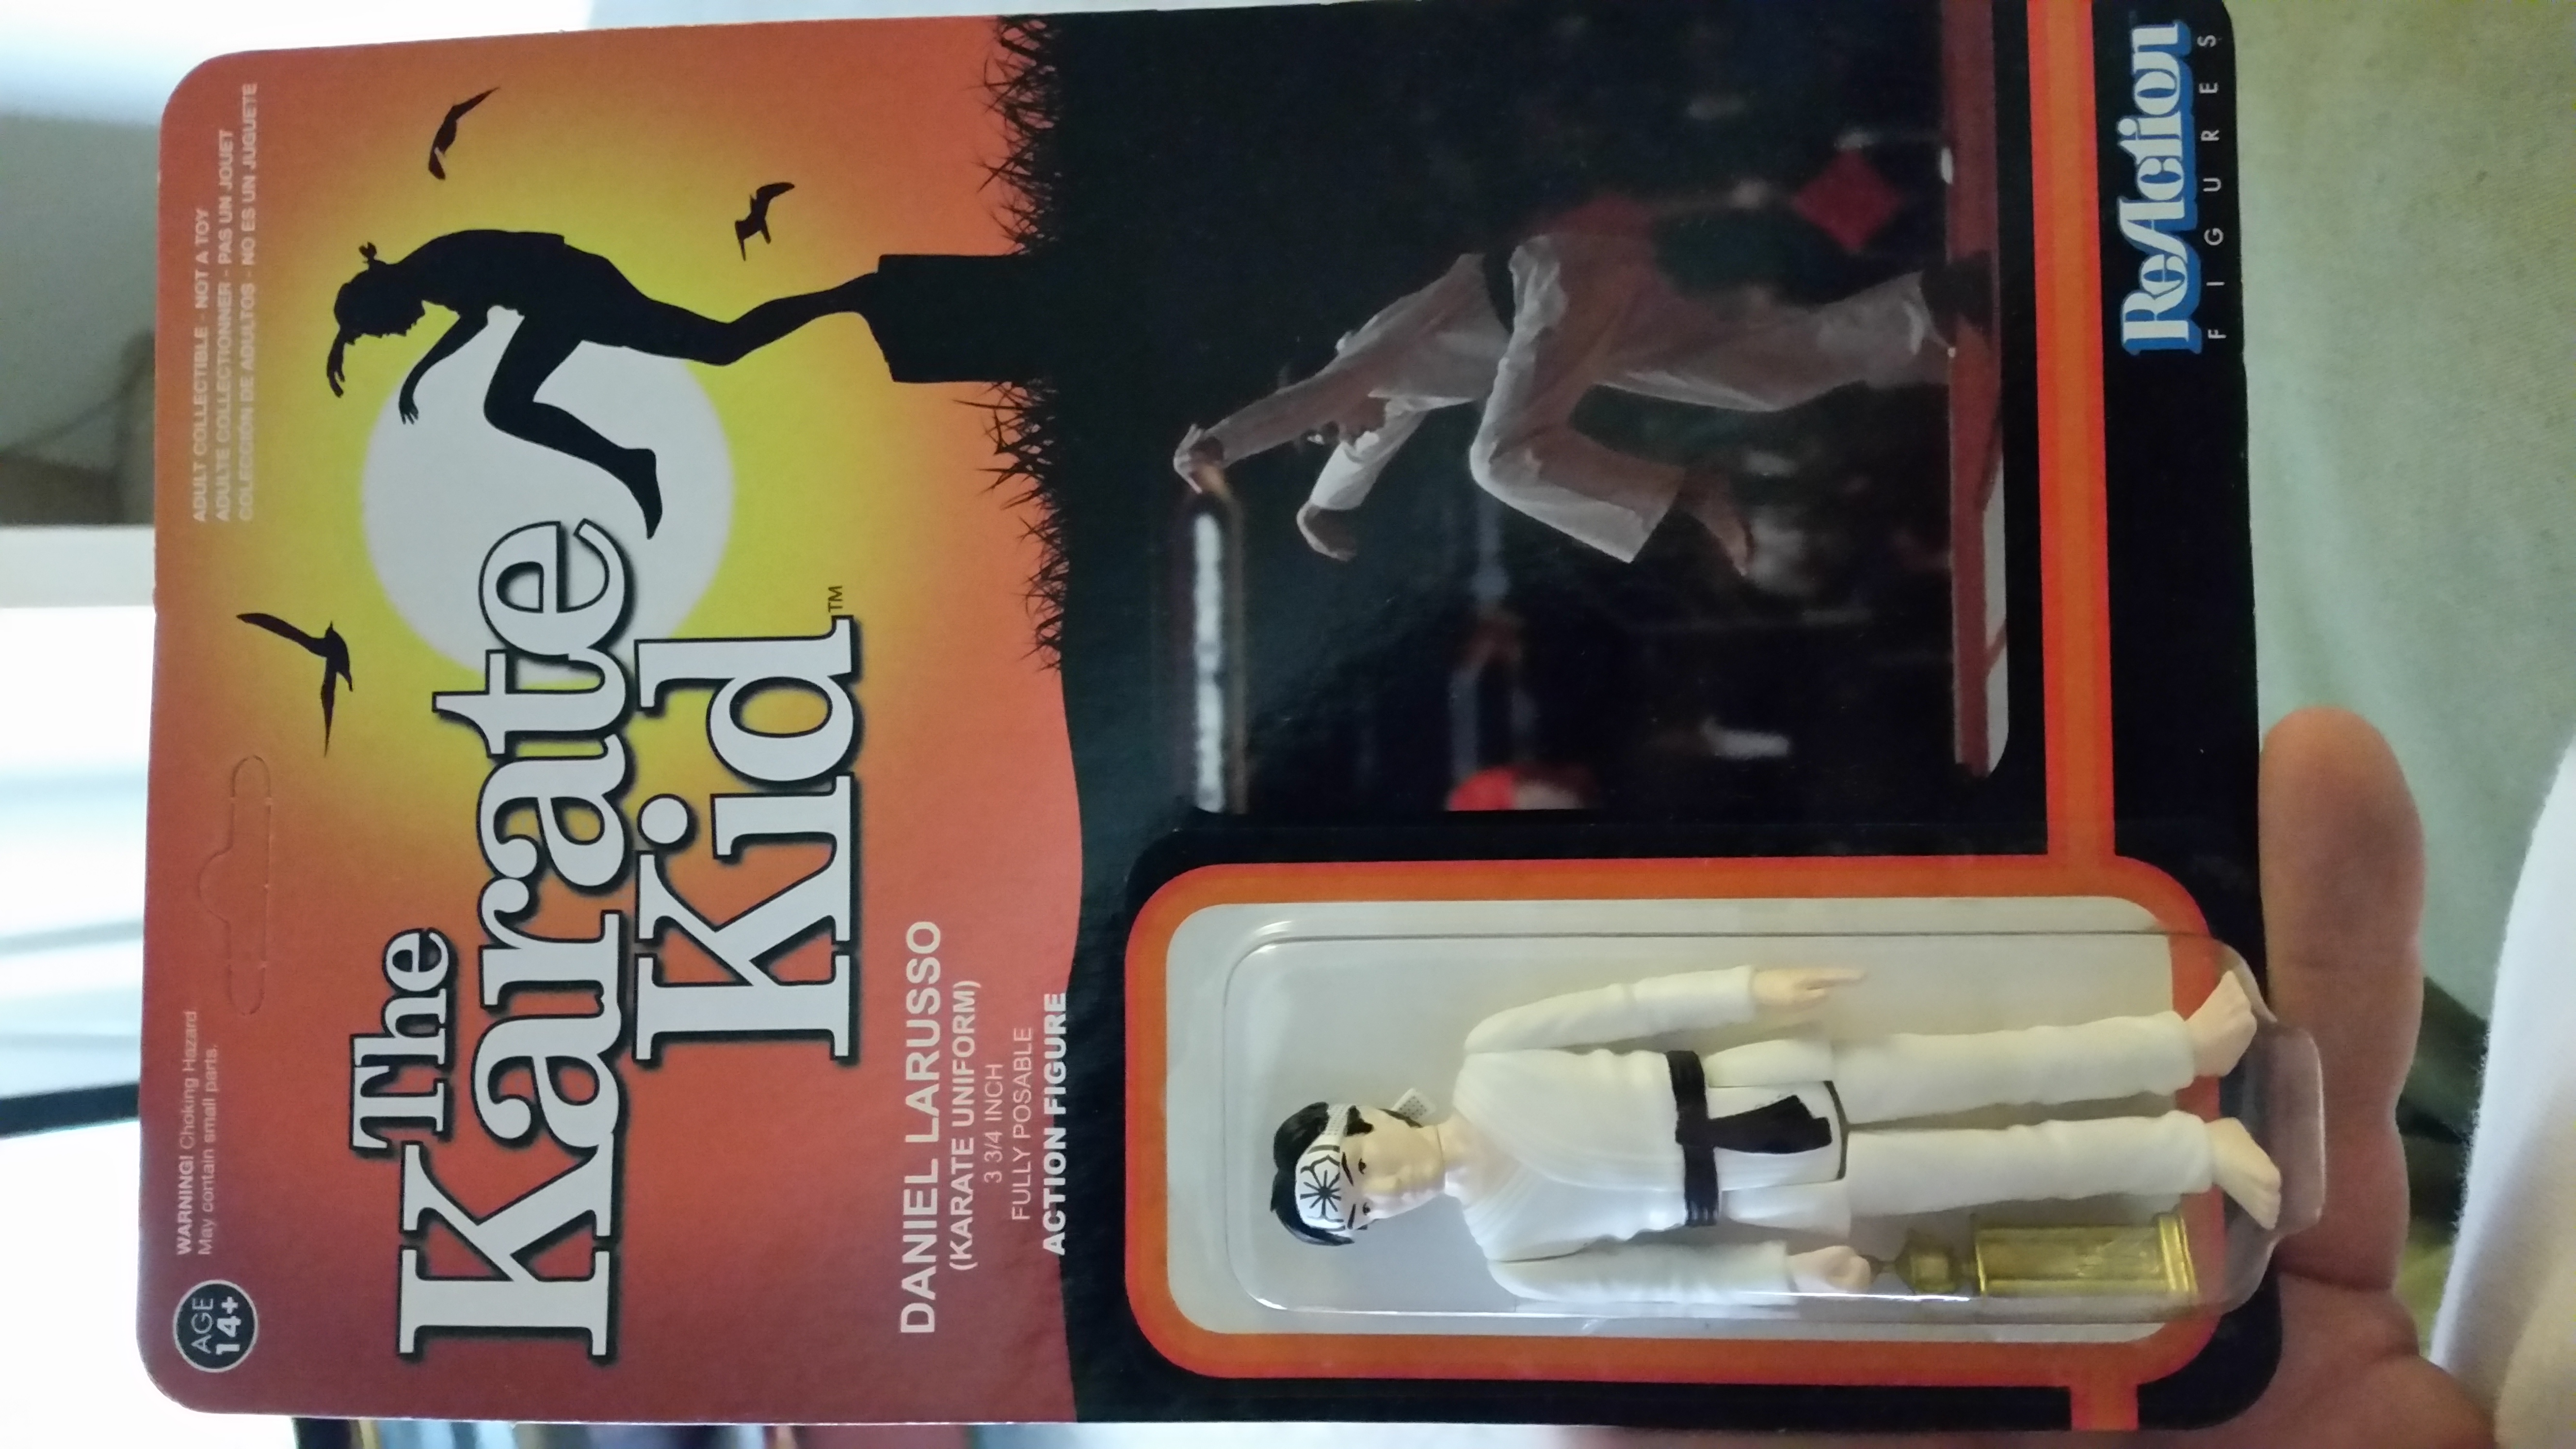 AGE
14+
WARNING! Choking Hazard
May contain small parts.
ADULT COLLECTIBLE - NOT A TOY
ADULTE COLLECTIONNER - PAS UN JOUET
COLECCIÓN DE ADULTOS - NO ES UN JUGUETE
The
Karate
Kid™
DANIEL LARUSSO
(KARATE UNIFORM)
3 3/4 INCH
FULLY POSABLE
ACTION FIGURE
ReAction
FIGURES